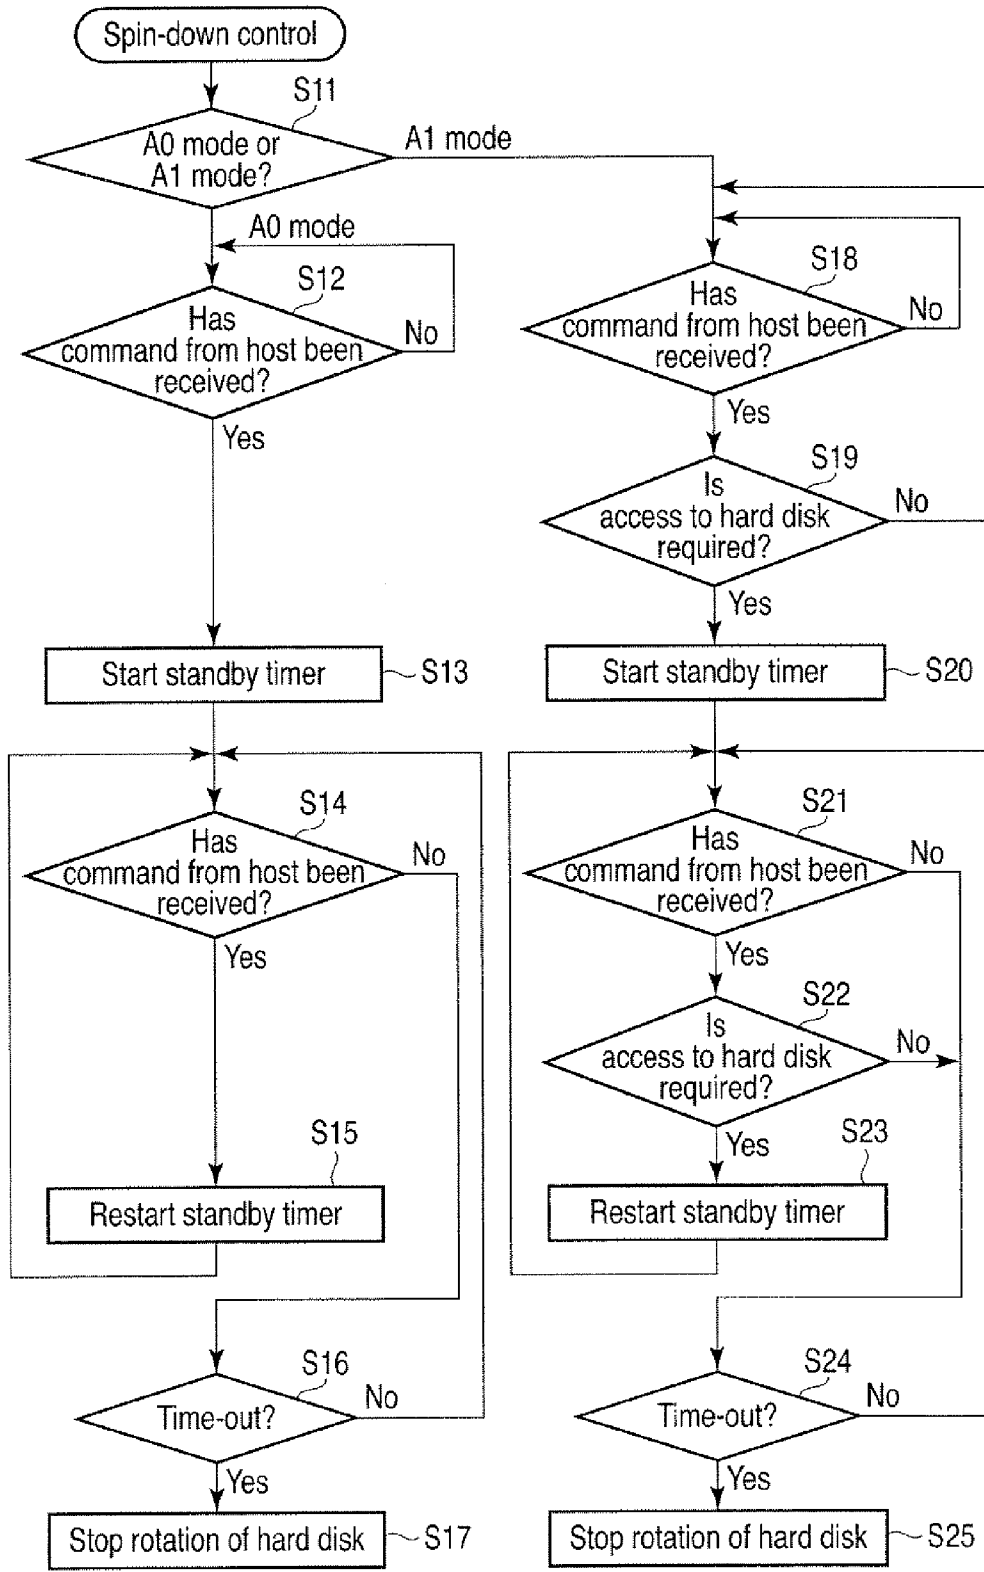 Spin-down control
S11
A0 mode or
A1 mode?
A1 mode
A0 mode
S12
Has
command from host been
received?
No
Yes
Start standby timer
S13
S14
Has
command from host been
received?
No
Yes
S15
Restart standby timer
S16
Time-out?
No
Yes
Stop rotation of hard disk
S17
S18
Has
command from host been
received?
No
Yes
S19
Is
access to hard disk
required?
No
Yes
Start standby timer
S20
S21
Has
command from host been
received?
No
Yes
S22
Is
access to hard disk
required?
No
Yes
S23
Restart standby timer
S24
Time-out?
No
Yes
Stop rotation of hard disk
S25